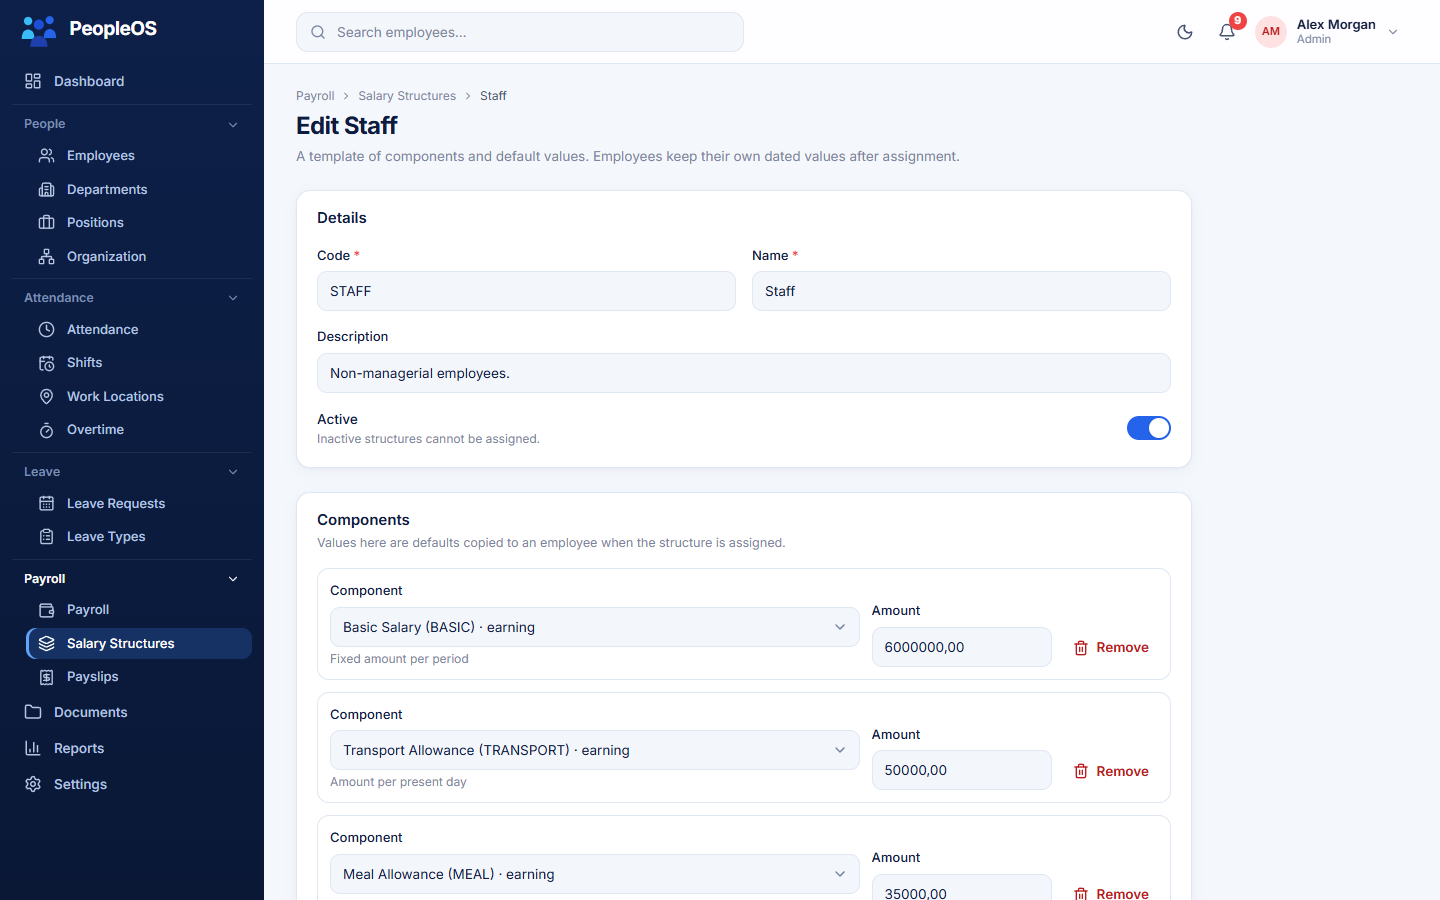 PeopleOS
Search employees...
9
AM
Alex Morgan
Admin
Dashboard
People
Employees
Departments
Positions
Organization
Attendance
Attendance
Shifts
Work Locations
Overtime
Leave
Leave Requests
Leave Types
Payroll
Payroll
Salary Structures
Payslips
Documents
Reports
Settings
Payroll > Salary Structures > Staff
Edit Staff
A template of components and default values. Employees keep their own dated values after assignment.
Details
Code *
Name *
STAFF
Staff
Description
Non-managerial employees.
Active
Inactive structures cannot be assigned.
Components
Values here are defaults copied to an employee when the structure is assigned.
Component
Amount
Basic Salary (BASIC) · earning
6000000,00
Remove
Fixed amount per period
Component
Amount
Transport Allowance (TRANSPORT) · earning
50000,00
Remove
Amount per present day
Component
Amount
Meal Allowance (MEAL) · earning
35000,00
Remove